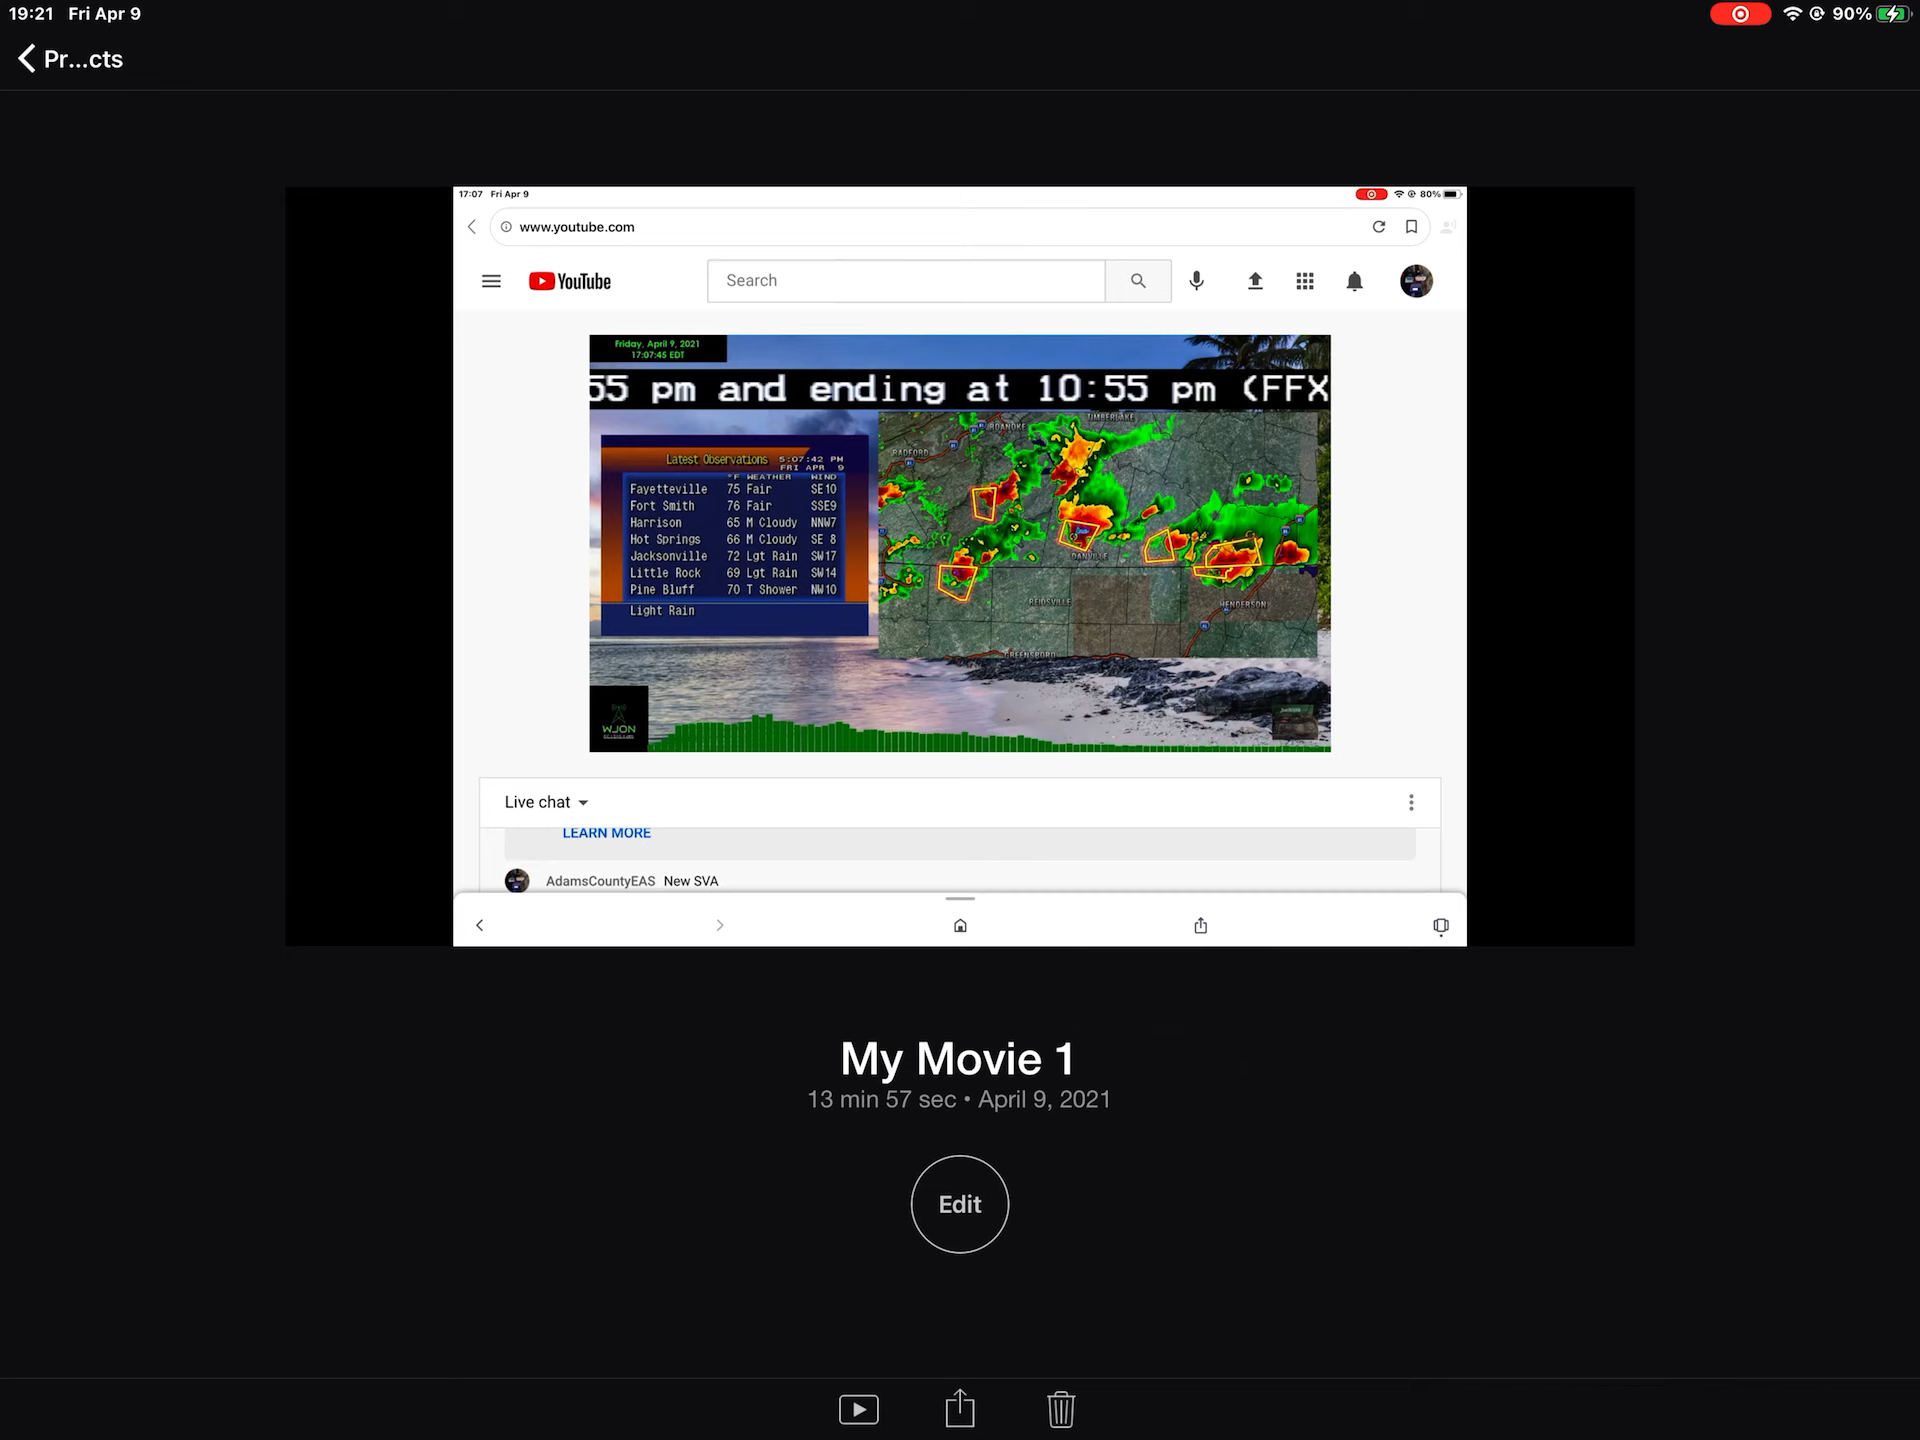 19:21 Fri Apr 9
90%
Pr...cts
17:07 Fri Apr 9
80%
www.youtube.com
YouTube
Search
Friday, April 9, 2021
17:07:45 EDT
55 pm and ending at 10:55 pm (FFX
Latest Observations 5:07:42 PM
FRI APR 9
°F WEATHER WIND
Fayetteville 75 Fair SE10
Fort Smith 76 Fair SSE9
Harrison 65 M Cloudy NNW7
Hot Springs 66 M Cloudy SE 8
Jacksonville 72 Lgt Rain SW17
Little Rock 69 Lgt Rain SW14
Pine Bluff 70 T Shower NW10
Light Rain
TIMBERLAKE
ROANOKE
RADFORD
DANVILLE
REIDSVILLE
HENDERSON
GREENSBORO
WJON
Live chat
LEARN MORE
AdamsCountyEAS New SVA
My Movie 1
13 min 57 sec • April 9, 2021
Edit